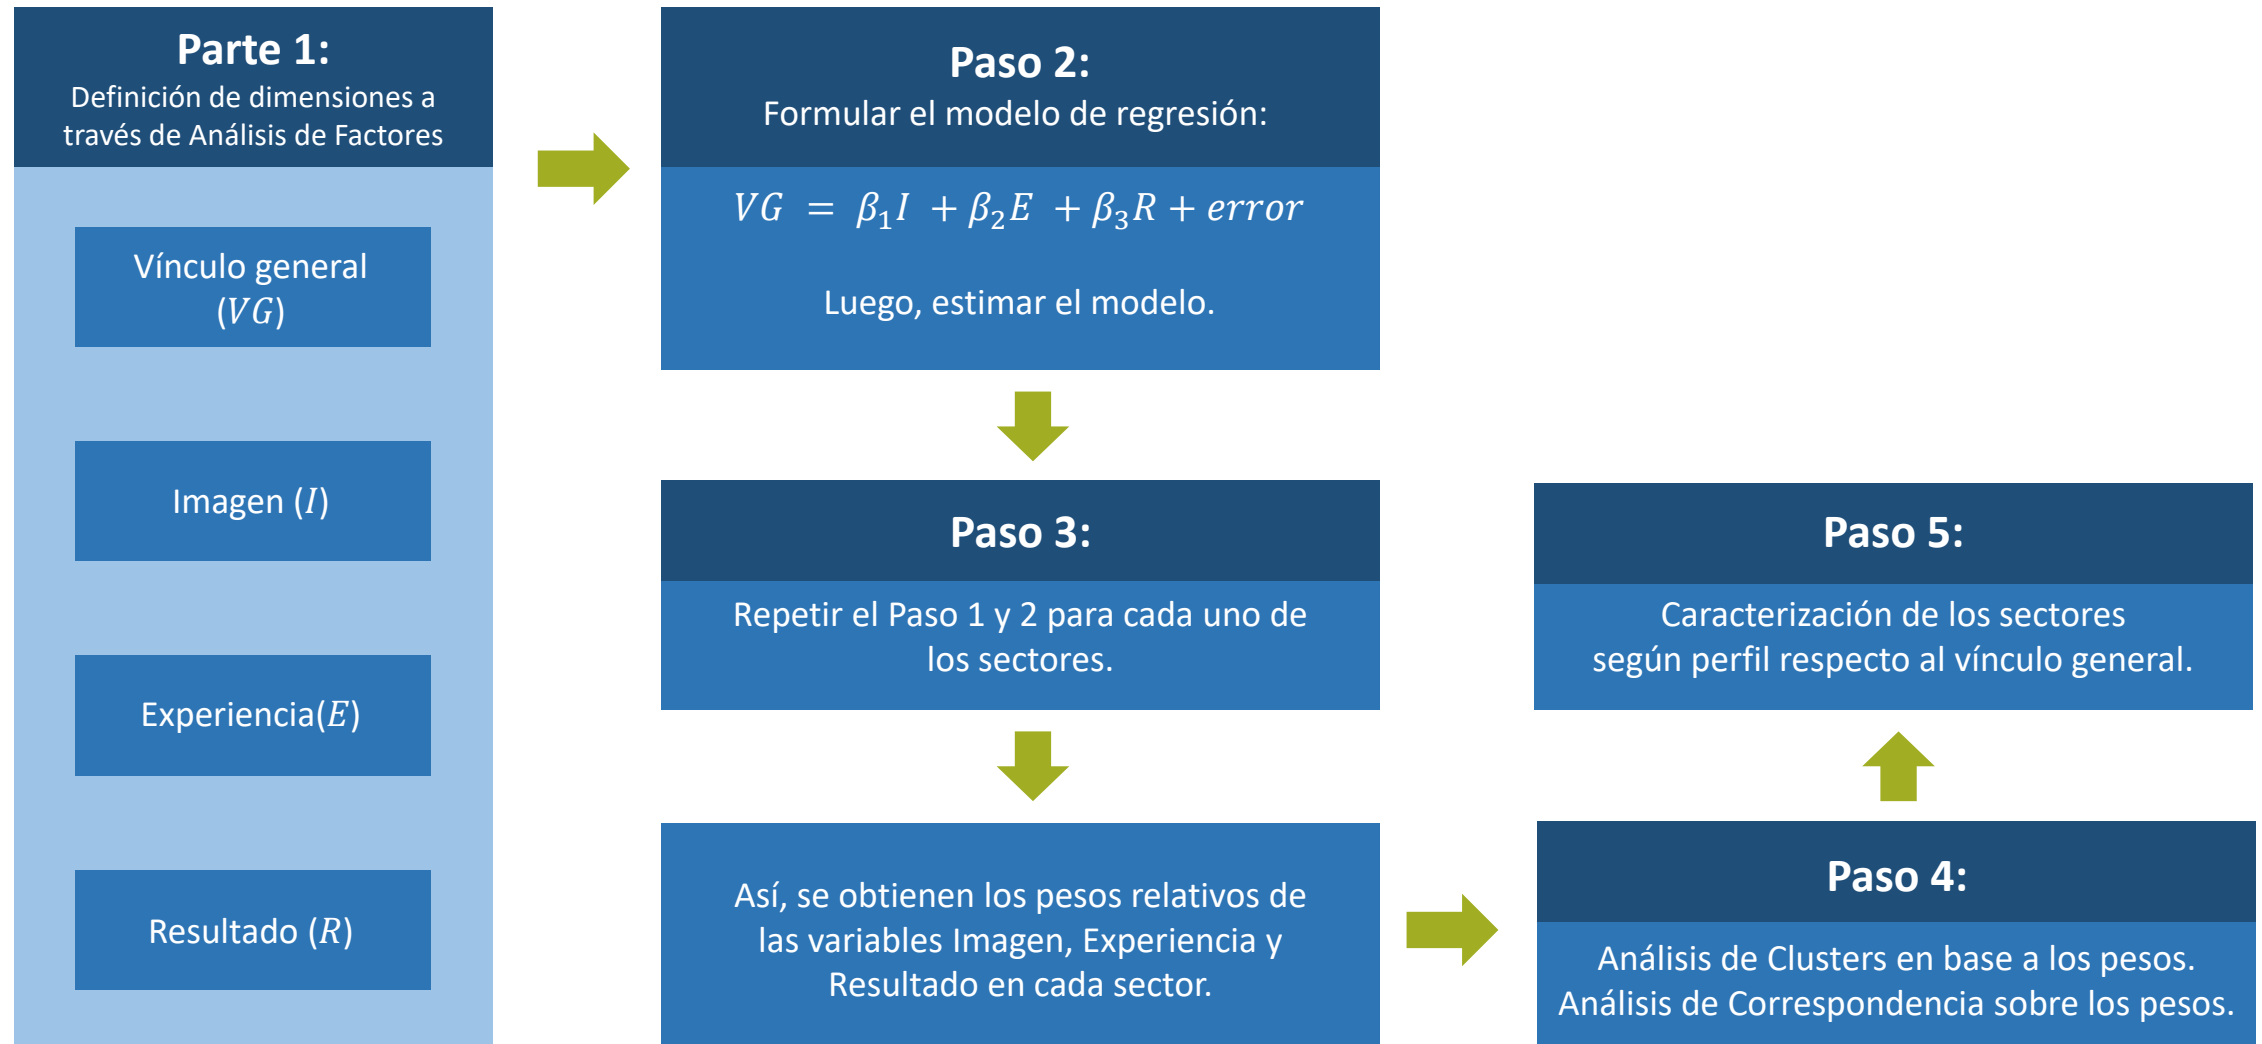 Parte 1:
Definición de dimensiones a
través de Análisis de Factores
Vínculo general
(VG)
Imagen (I)
Experiencia(E)
Resultado (R)
Paso 2:
Formular el modelo de regresión:
VG = β₁I + β₂E + β₃R + error
Luego, estimar el modelo.
Paso 3:
Repetir el Paso 1 y 2 para cada uno de
los sectores.
Así, se obtienen los pesos relativos de
las variables Imagen, Experiencia y
Resultado en cada sector.
Paso 4:
Análisis de Clusters en base a los pesos.
Análisis de Correspondencia sobre los pesos.
Paso 5:
Caracterización de los sectores
según perfil respecto al vínculo general.